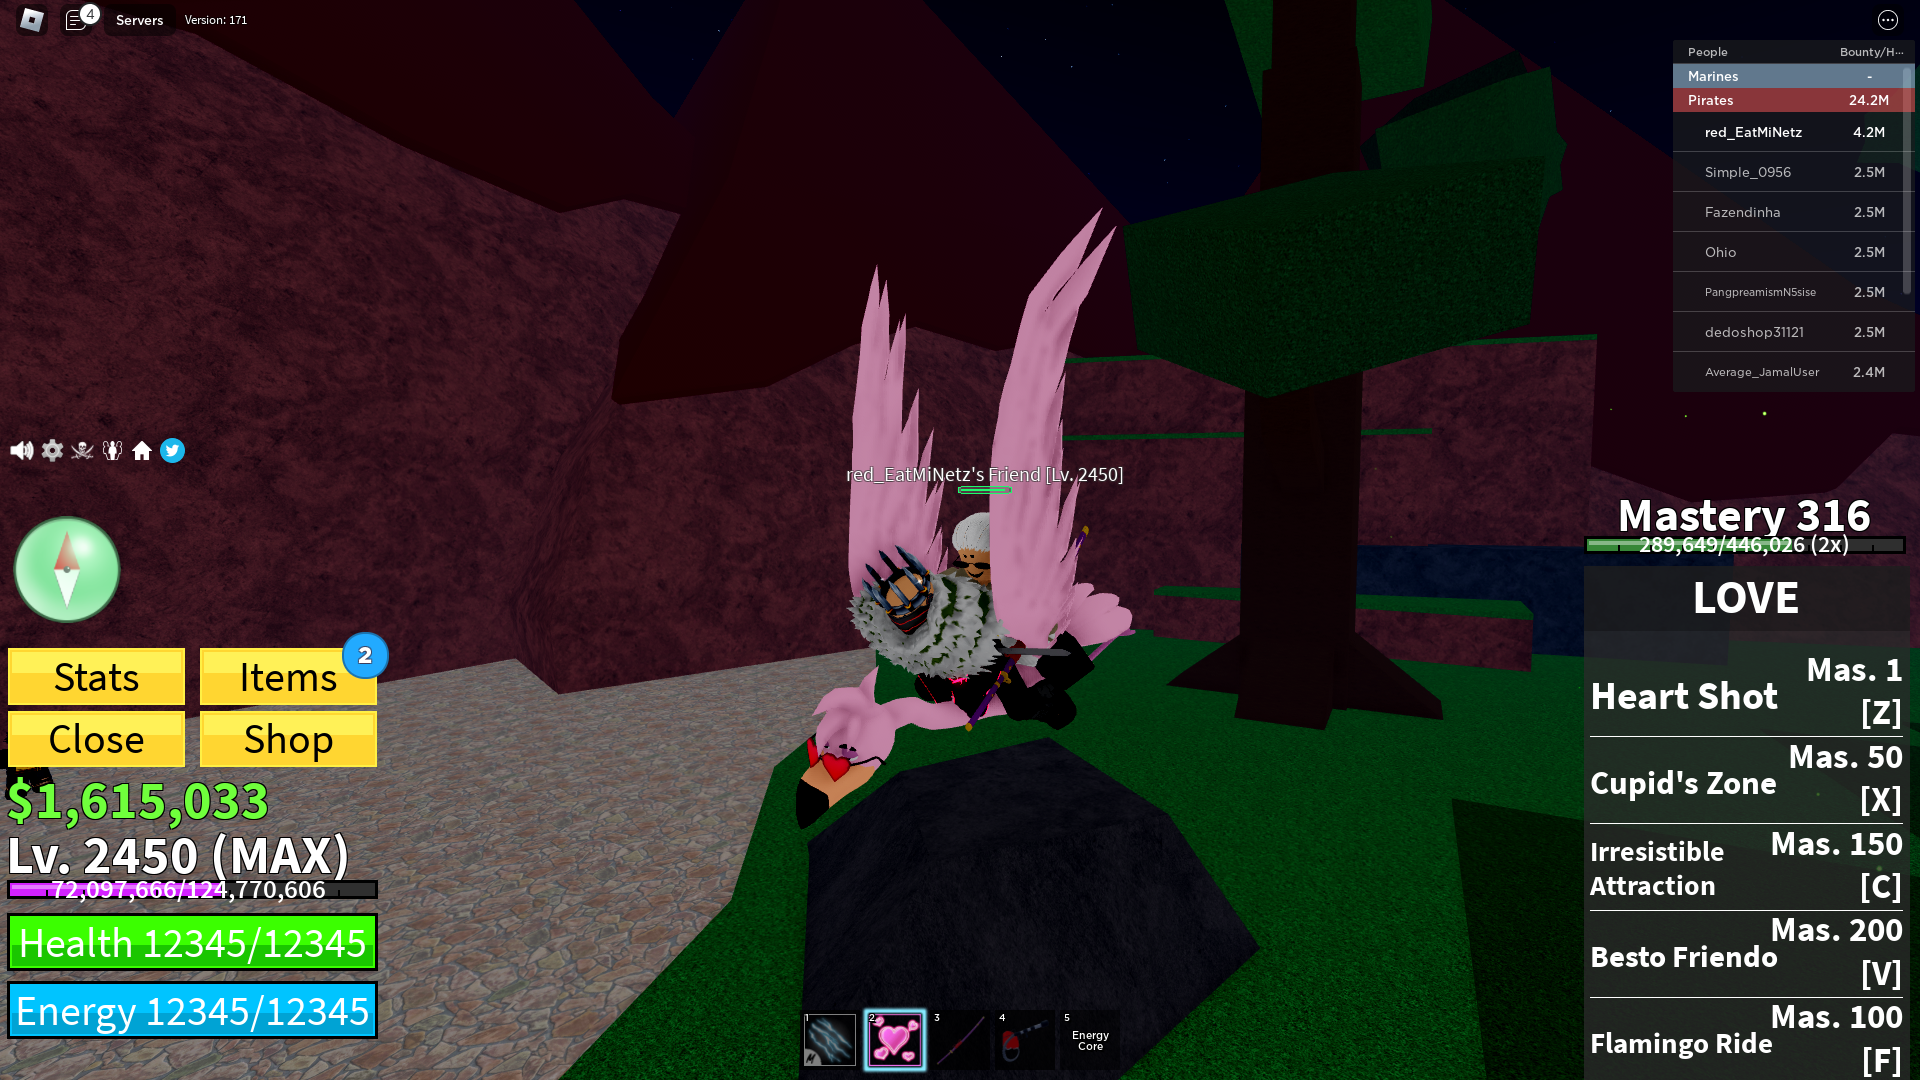 4
Servers
Version: 171
People Bounty/H...
Marines -
Pirates 24.2M
red_EatMiNetz 4.2M
Simple_0956 2.5M
Fazendinha 2.5M
Ohio 2.5M
PangpreamismN5sise 2.5M
dedoshop31121 2.5M
Average_JamalUser 2.4M
red_EatMiNetz's Friend [Lv. 2450]
Mastery 316
289,649/446,026 (2x)
LOVE
Heart Shot Mas. 1 [Z]
Cupid's Zone Mas. 50 [X]
Irresistible Attraction Mas. 150 [C]
Besto Friendo Mas. 200 [V]
Flamingo Ride Mas. 100 [F]
Stats
Items
2
Close
Shop
$1,615,033
Lv. 2450 (MAX)
72,097,666/124,770,606
Health 12345/12345
Energy 12345/12345
1
2
3
4
5
Energy
Core